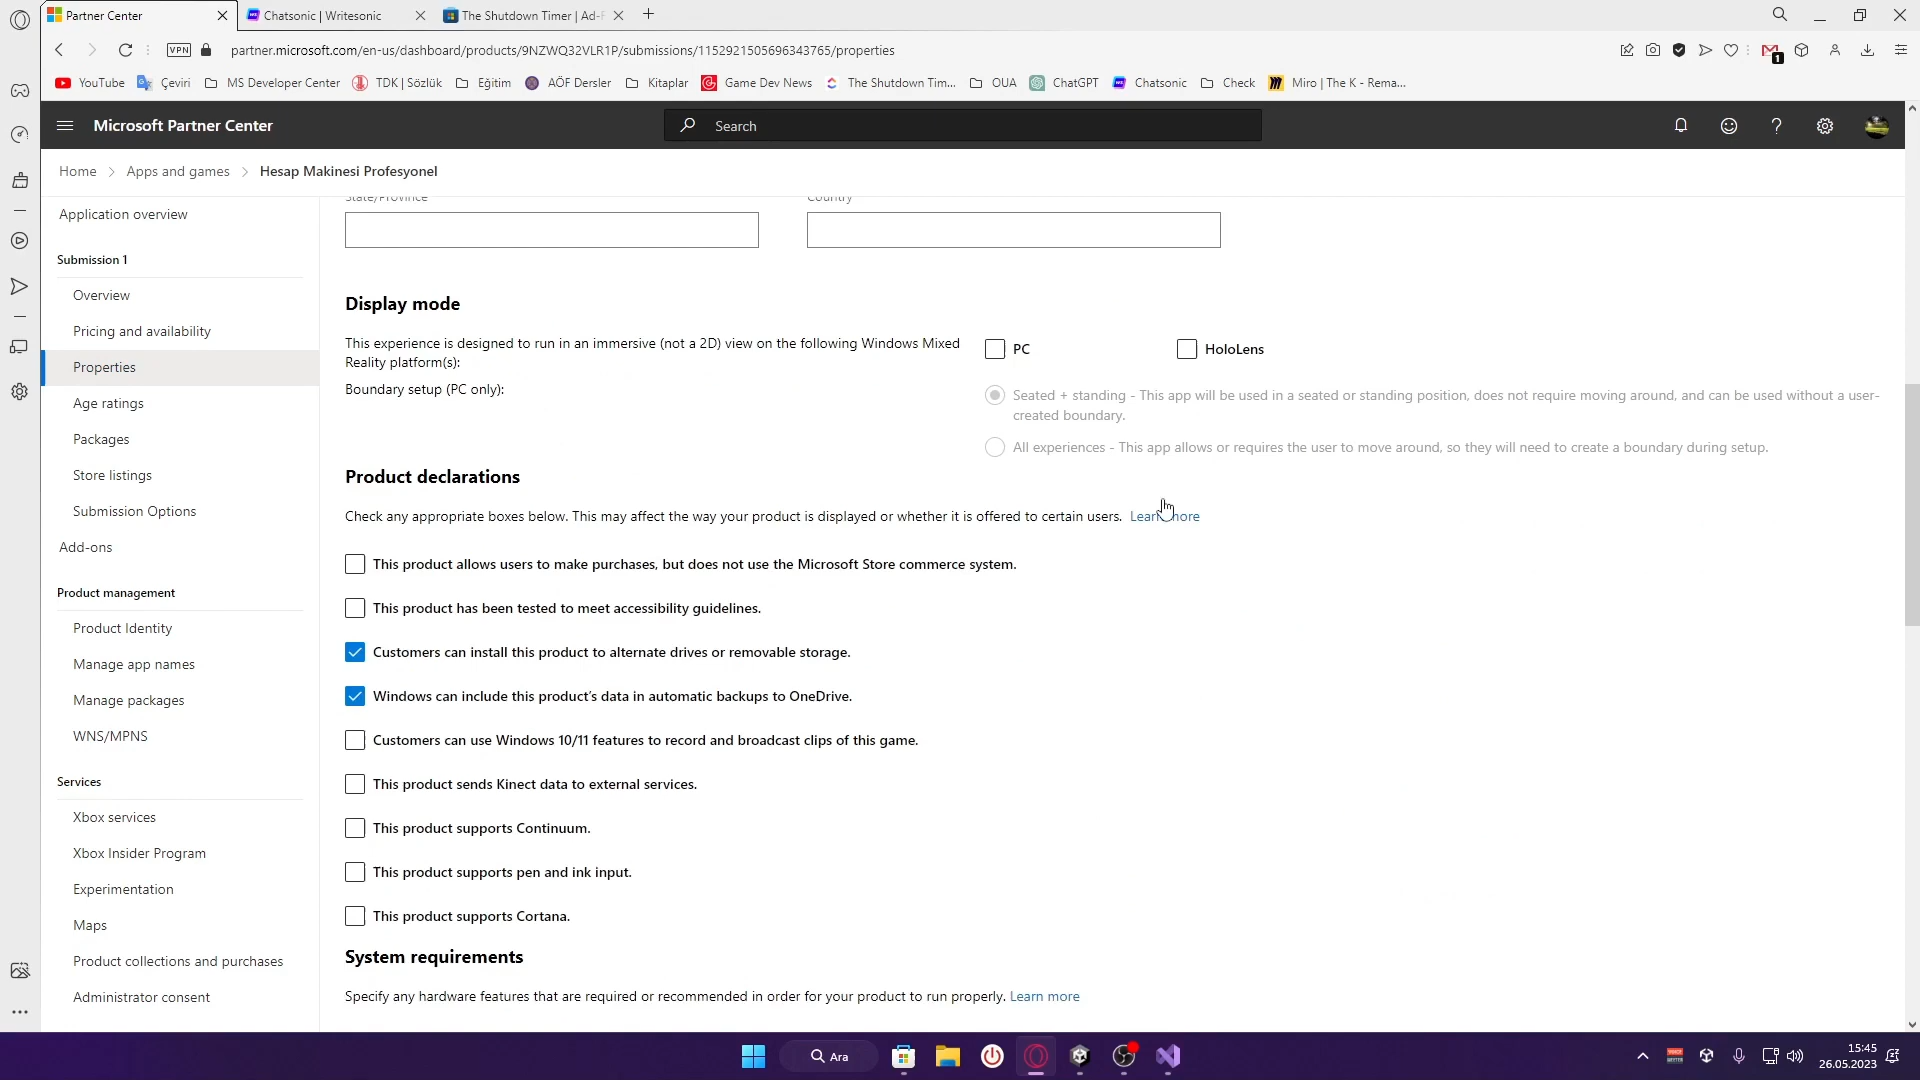 Partner Center
Chatsonic | Writesonic
The Shutdown Timer | Ad-F
VPN
partner.microsoft.com/en-us/dashboard/products/9NZWQ32VLR1P/submissions/1152921505696343765/properties
1
YouTube
Çeviri
MS Developer Center
TDK | Sözlük
Eğitim
AÖF Dersler
Kitaplar
Game Dev News
The Shutdown Tim...
OUA
ChatGPT
Chatsonic
Check
Miro | The K - Rema...
Microsoft Partner Center
Search
Home
Apps and games
Hesap Makinesi Profesyonel
Application overview
Submission 1
Overview
Pricing and availability
Properties
Age ratings
Packages
Store listings
Submission Options
Add-ons
Product management
Product Identity
Manage app names
Manage packages
WNS/MPNS
Services
Xbox services
Xbox Insider Program
Experimentation
Maps
Product collections and purchases
Administrator consent
State/Province
Country
Display mode
This experience is designed to run in an immersive (not a 2D) view on the following Windows Mixed
Reality platform(s):
PC
HoloLens
Boundary setup (PC only):
Seated + standing - This app will be used in a seated or standing position, does not require moving around, and can be used without a user-
created boundary.
All experiences - This app allows or requires the user to move around, so they will need to create a boundary during setup.
Product declarations
Check any appropriate boxes below. This may affect the way your product is displayed or whether it is offered to certain users. Learn more
This product allows users to make purchases, but does not use the Microsoft Store commerce system.
This product has been tested to meet accessibility guidelines.
Customers can install this product to alternate drives or removable storage.
Windows can include this product's data in automatic backups to OneDrive.
Customers can use Windows 10/11 features to record and broadcast clips of this game.
This product sends Kinect data to external services.
This product supports Continuum.
This product supports pen and ink input.
This product supports Cortana.
System requirements
Specify any hardware features that are required or recommended in order for your product to run properly. Learn more
Ara
15:45
26.05.2023